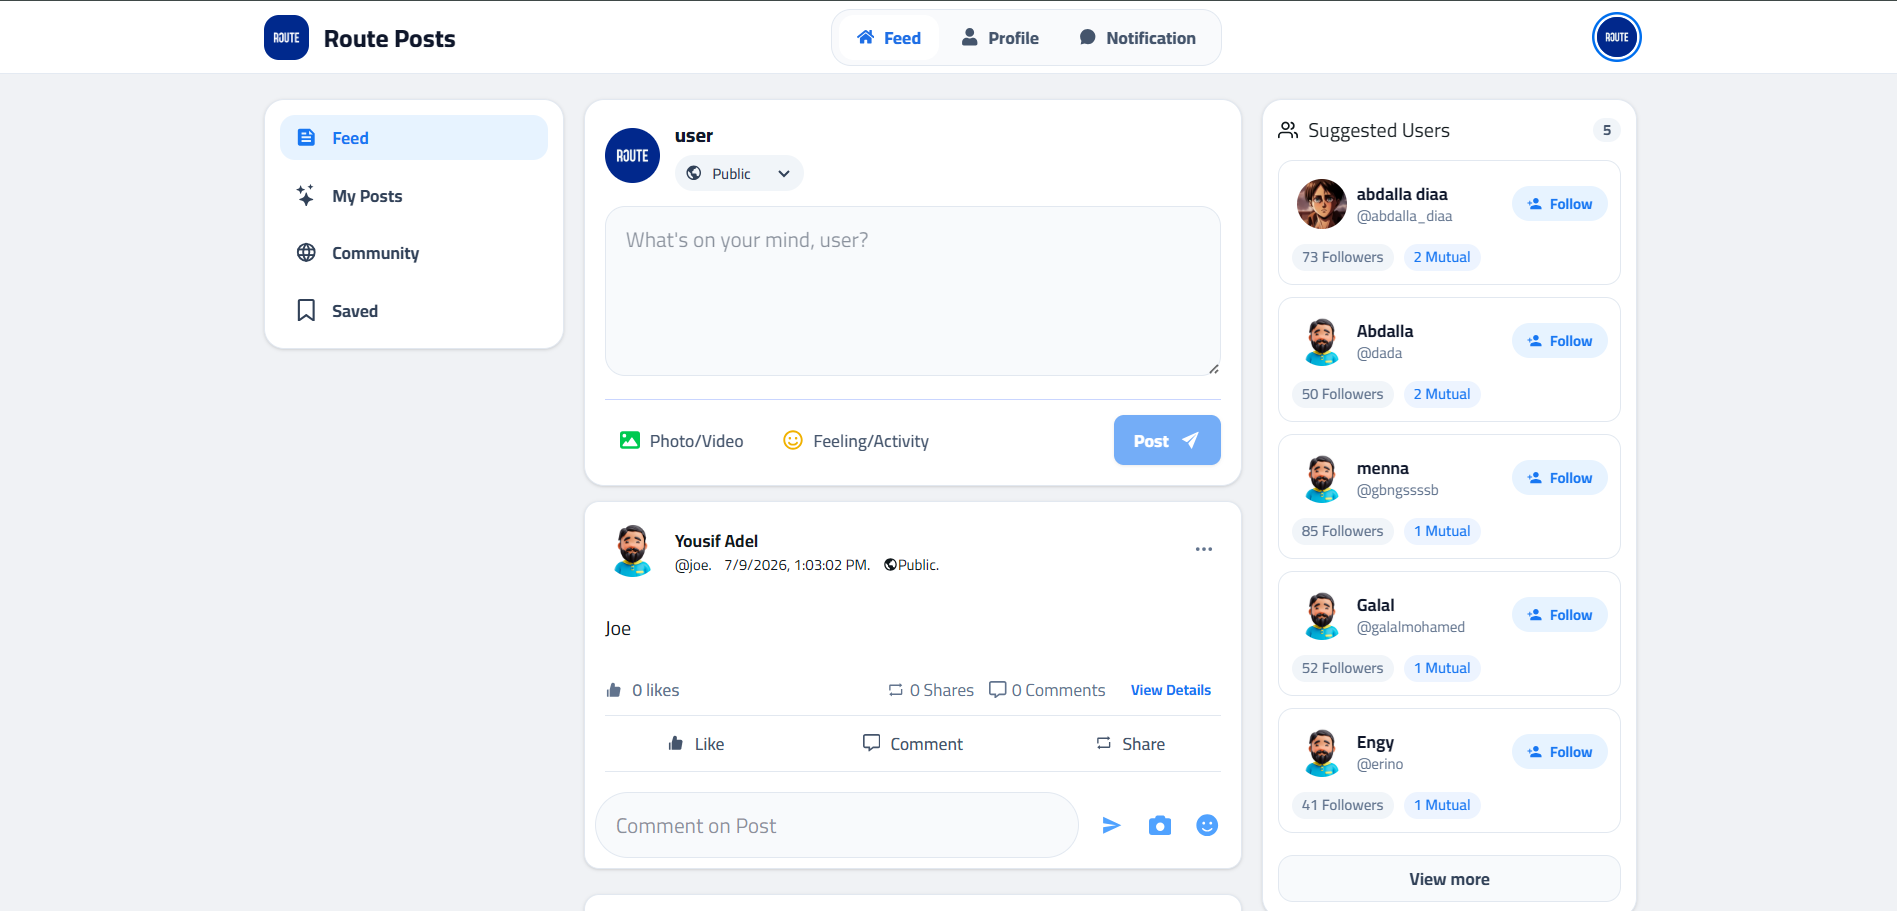 ROUTE Route Posts
Feed Profile Notification
ROUTE
Feed
My Posts
Community
Saved
ROUTE
user
Public
What's on your mind, user?
Photo/Video Feeling/Activity Post
Yousif Adel
@joe. 7/9/2026, 1:03:02 PM. Public.
Joe
0 likes 0 Shares 0 Comments View Details
Like Comment Share
Comment on Post
Suggested Users 5
abdalla diaa
@abdalla_diaa
Follow
73 Followers 2 Mutual
Abdalla
@dada
Follow
50 Followers 2 Mutual
menna
@gbngssssb
Follow
85 Followers 1 Mutual
Galal
@galalmohamed
Follow
52 Followers 1 Mutual
Engy
@erino
Follow
41 Followers 1 Mutual
View more